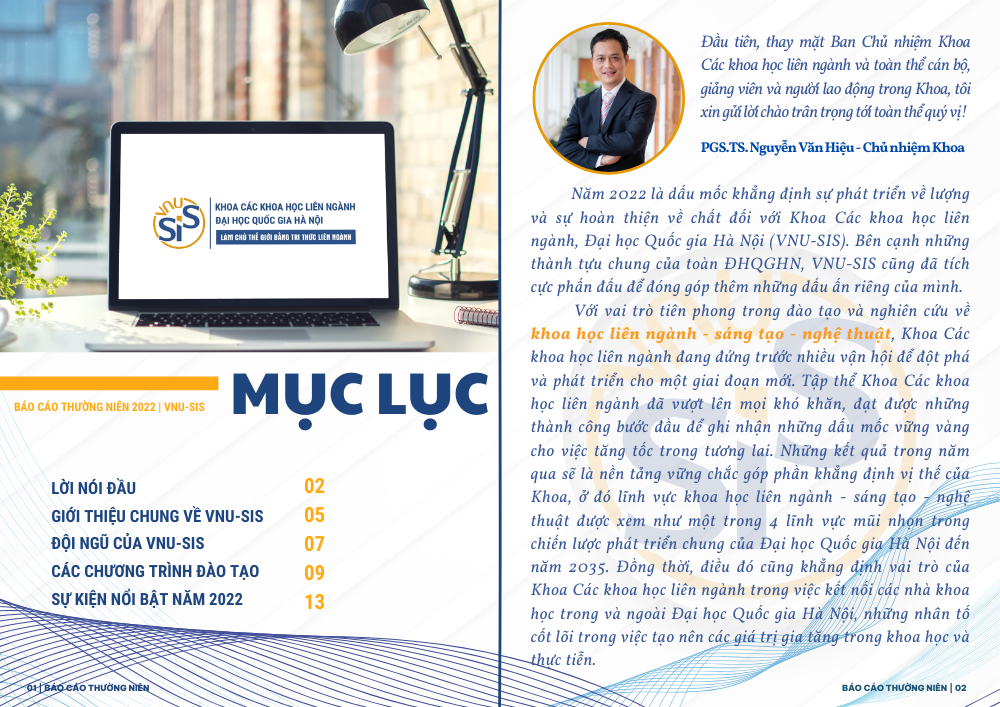 VNU
SIS
KHOA CÁC KHOA HỌC LIÊN NGÀNH
ĐẠI HỌC QUỐC GIA HÀ NỘI
LÀM CHỦ THẾ GIỚI BẰNG TRI THỨC LIÊN NGÀNH
BÁO CÁO THƯỜNG NIÊN 2022 | VNU-SIS
MỤC LỤC
LỜI NÓI ĐẦU 02
GIỚI THIỆU CHUNG VỀ VNU-SIS 05
ĐỘI NGŨ CỦA VNU-SIS 07
CÁC CHƯƠNG TRÌNH ĐÀO TẠO 09
SỰ KIỆN NỔI BẬT NĂM 2022 13
01 | BÁO CÁO THƯỜNG NIÊN
Đầu tiên, thay mặt Ban Chủ nhiệm Khoa
Các khoa học liên ngành và toàn thể cán bộ,
giảng viên và người lao động trong Khoa, tôi
xin gửi lời chào trân trọng tới toàn thể quý vị!
PGS.TS. Nguyễn Văn Hiệu - Chủ nhiệm Khoa
Năm 2022 là dấu mốc khẳng định sự phát triển về lượng
và sự hoàn thiện về chất đối với Khoa Các khoa học liên
ngành, Đại học Quốc gia Hà Nội (VNU-SIS). Bên cạnh những
thành tựu chung của toàn ĐHQGHN, VNU-SIS cũng đã tích
cực phấn đấu để đóng góp thêm những dấu ấn riêng của mình.
Với vai trò tiên phong trong đào tạo và nghiên cứu về
khoa học liên ngành - sáng tạo - nghệ thuật, Khoa Các
khoa học liên ngành đang đứng trước nhiều vận hội để đột phá
và phát triển cho một giai đoạn mới. Tập thể Khoa Các khoa
học liên ngành đã vượt lên mọi khó khăn, đạt được những
thành công bước đầu để ghi nhận những dấu mốc vững vàng
cho việc tăng tốc trong tương lai. Những kết quả trong năm
qua sẽ là nền tảng vững chắc góp phần khẳng định vị thế của
Khoa, ở đó lĩnh vực khoa học liên ngành - sáng tạo - nghệ
thuật được xem như một trong 4 lĩnh vực mũi nhọn trong
chiến lược phát triển chung của Đại học Quốc gia Hà Nội đến
năm 2035. Đồng thời, điều đó cũng khẳng định vai trò của
Khoa Các khoa học liên ngành trong việc kết nối các nhà khoa
học trong và ngoài Đại học Quốc gia Hà Nội, những nhân tố
cốt lõi trong việc tạo nên các giá trị gia tăng trong khoa học và
thực tiễn.
BÁO CÁO THƯỜNG NIÊN | 02